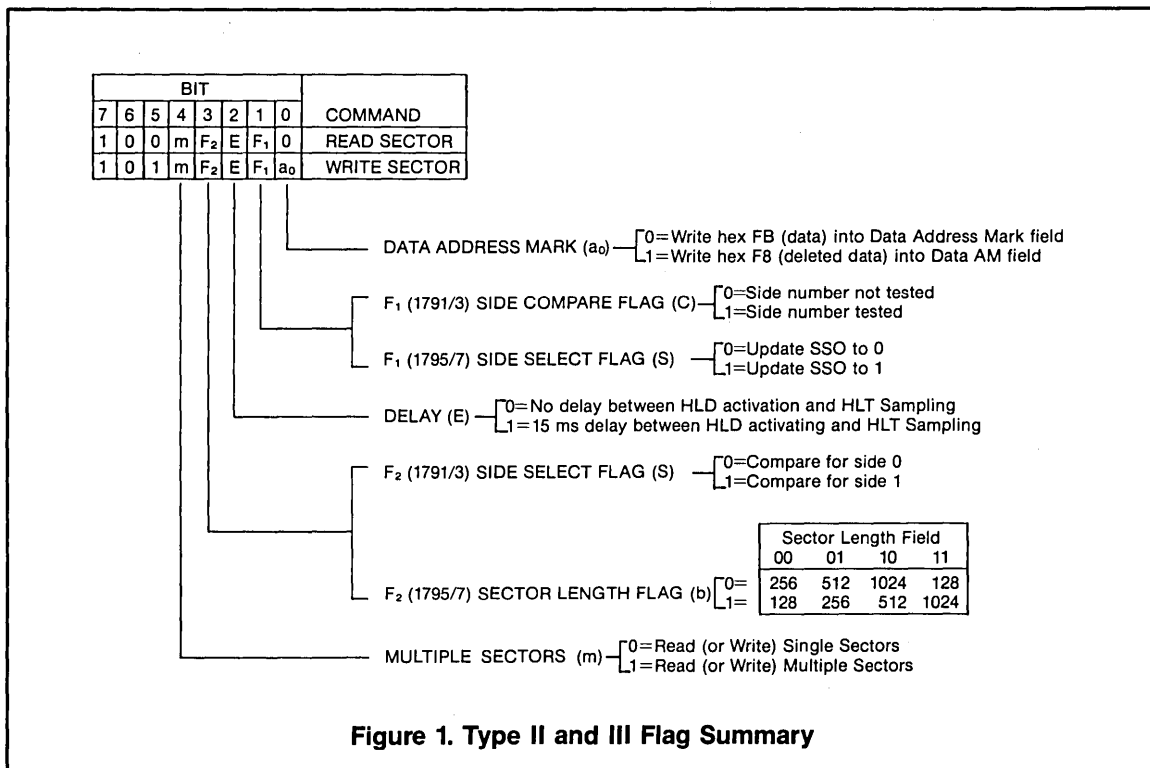 BIT
7 6 5 4 3 2 1 0 COMMAND
1 0 0 m F₂ E F₁ 0 READ SECTOR
1 0 1 m F₂ E F₁ a₀ WRITE SECTOR
DATA ADDRESS MARK (a₀) 0=Write hex FB (data) into Data Address Mark field
1=Write hex F8 (deleted data) into Data AM field
F₁ (1791/3) SIDE COMPARE FLAG (C) 0=Side number not tested
1=Side number tested
F₁ (1795/7) SIDE SELECT FLAG (S) 0=Update SSO to 0
1=Update SSO to 1
DELAY (E) 0=No delay between HLD activation and HLT Sampling
1=15 ms delay between HLD activating and HLT Sampling
F₂ (1791/3) SIDE SELECT FLAG (S) 0=Compare for side 0
1=Compare for side 1
Sector Length Field
00 01 10 11
F₂ (1795/7) SECTOR LENGTH FLAG (b) 0= 256 512 1024 128
1= 128 256 512 1024
MULTIPLE SECTORS (m) 0=Read (or Write) Single Sectors
1=Read (or Write) Multiple Sectors
Figure 1. Type II and III Flag Summary